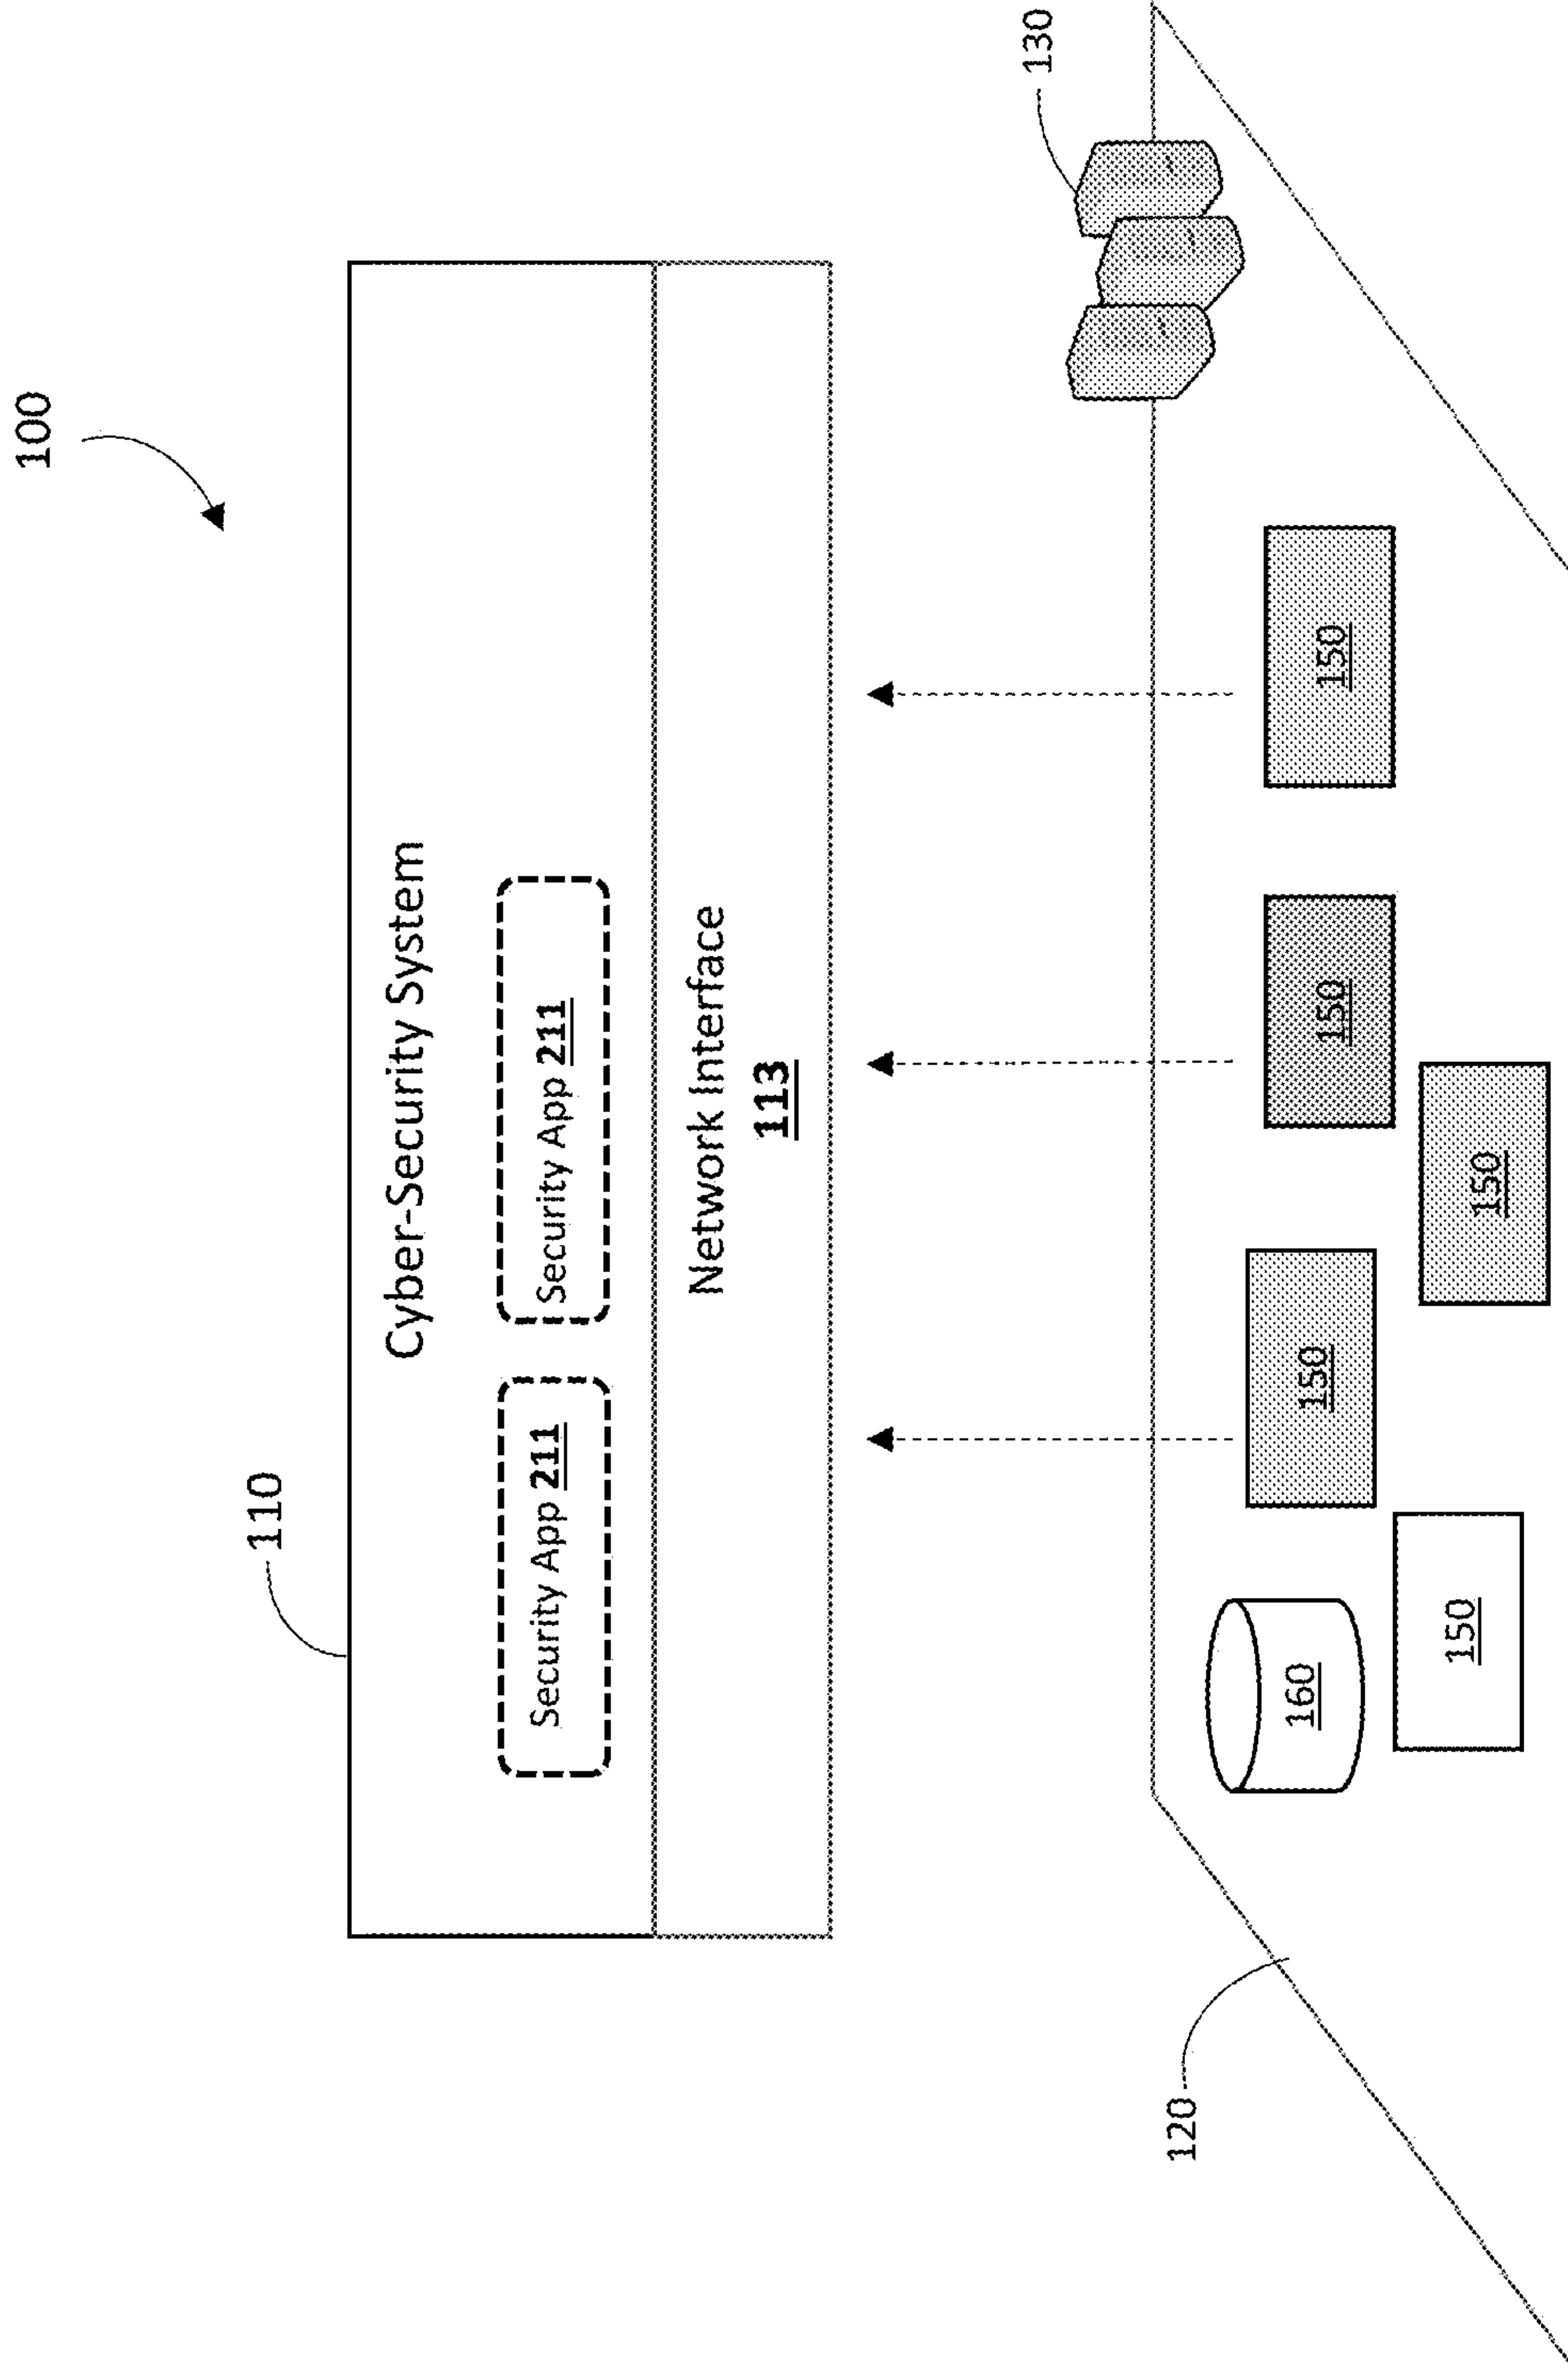 100
110
Cyber-Security System
Security App 211
Security App 211
Network Interface
113
130
120
160
150
150
150
150
150